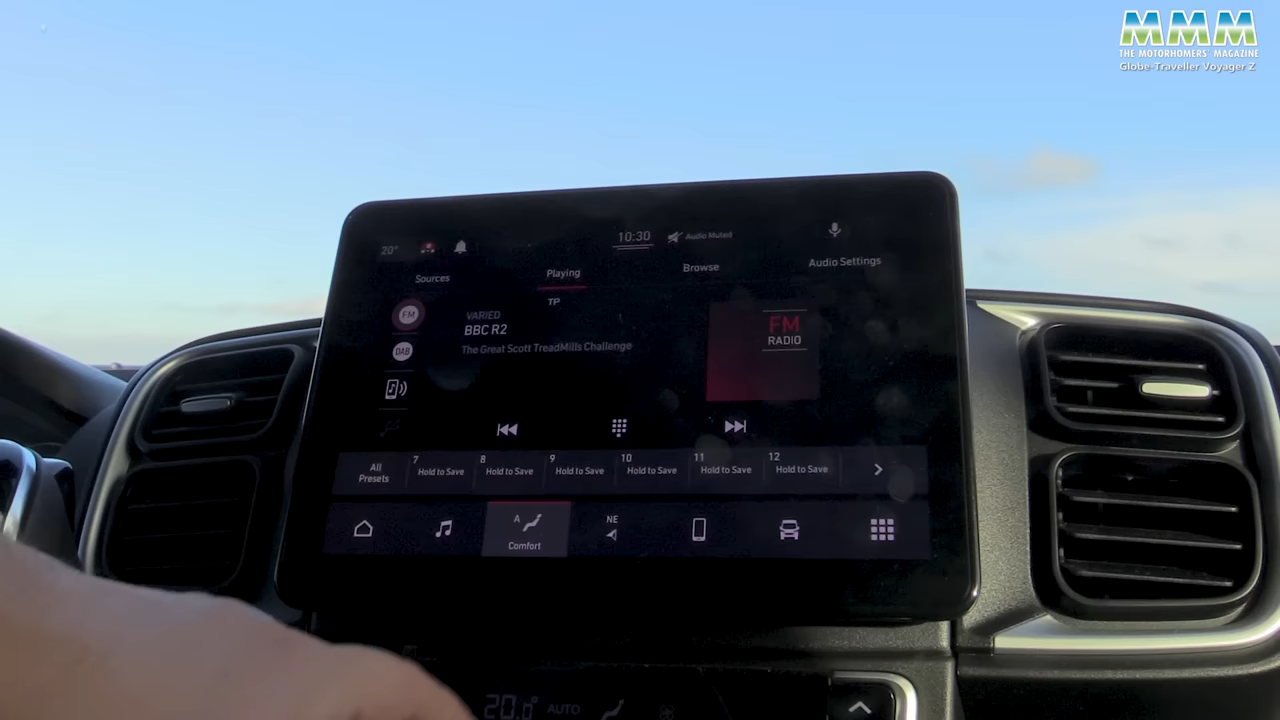 MMM
THE MOTORHOMERS' MAGAZINE
Globe-Traveller Voyager Z
20°
10:30
Audio Muted
Sources
Playing
Browse
Audio Settings
TP
FM
VARIED
BBC R2
The Great Scott TreadMills Challenge
FM
RADIO
DAB
All
Presets
7
Hold to Save
8
Hold to Save
9
Hold to Save
10
Hold to Save
11
Hold to Save
12
Hold to Save
A
Comfort
NE
20.0°
AUTO